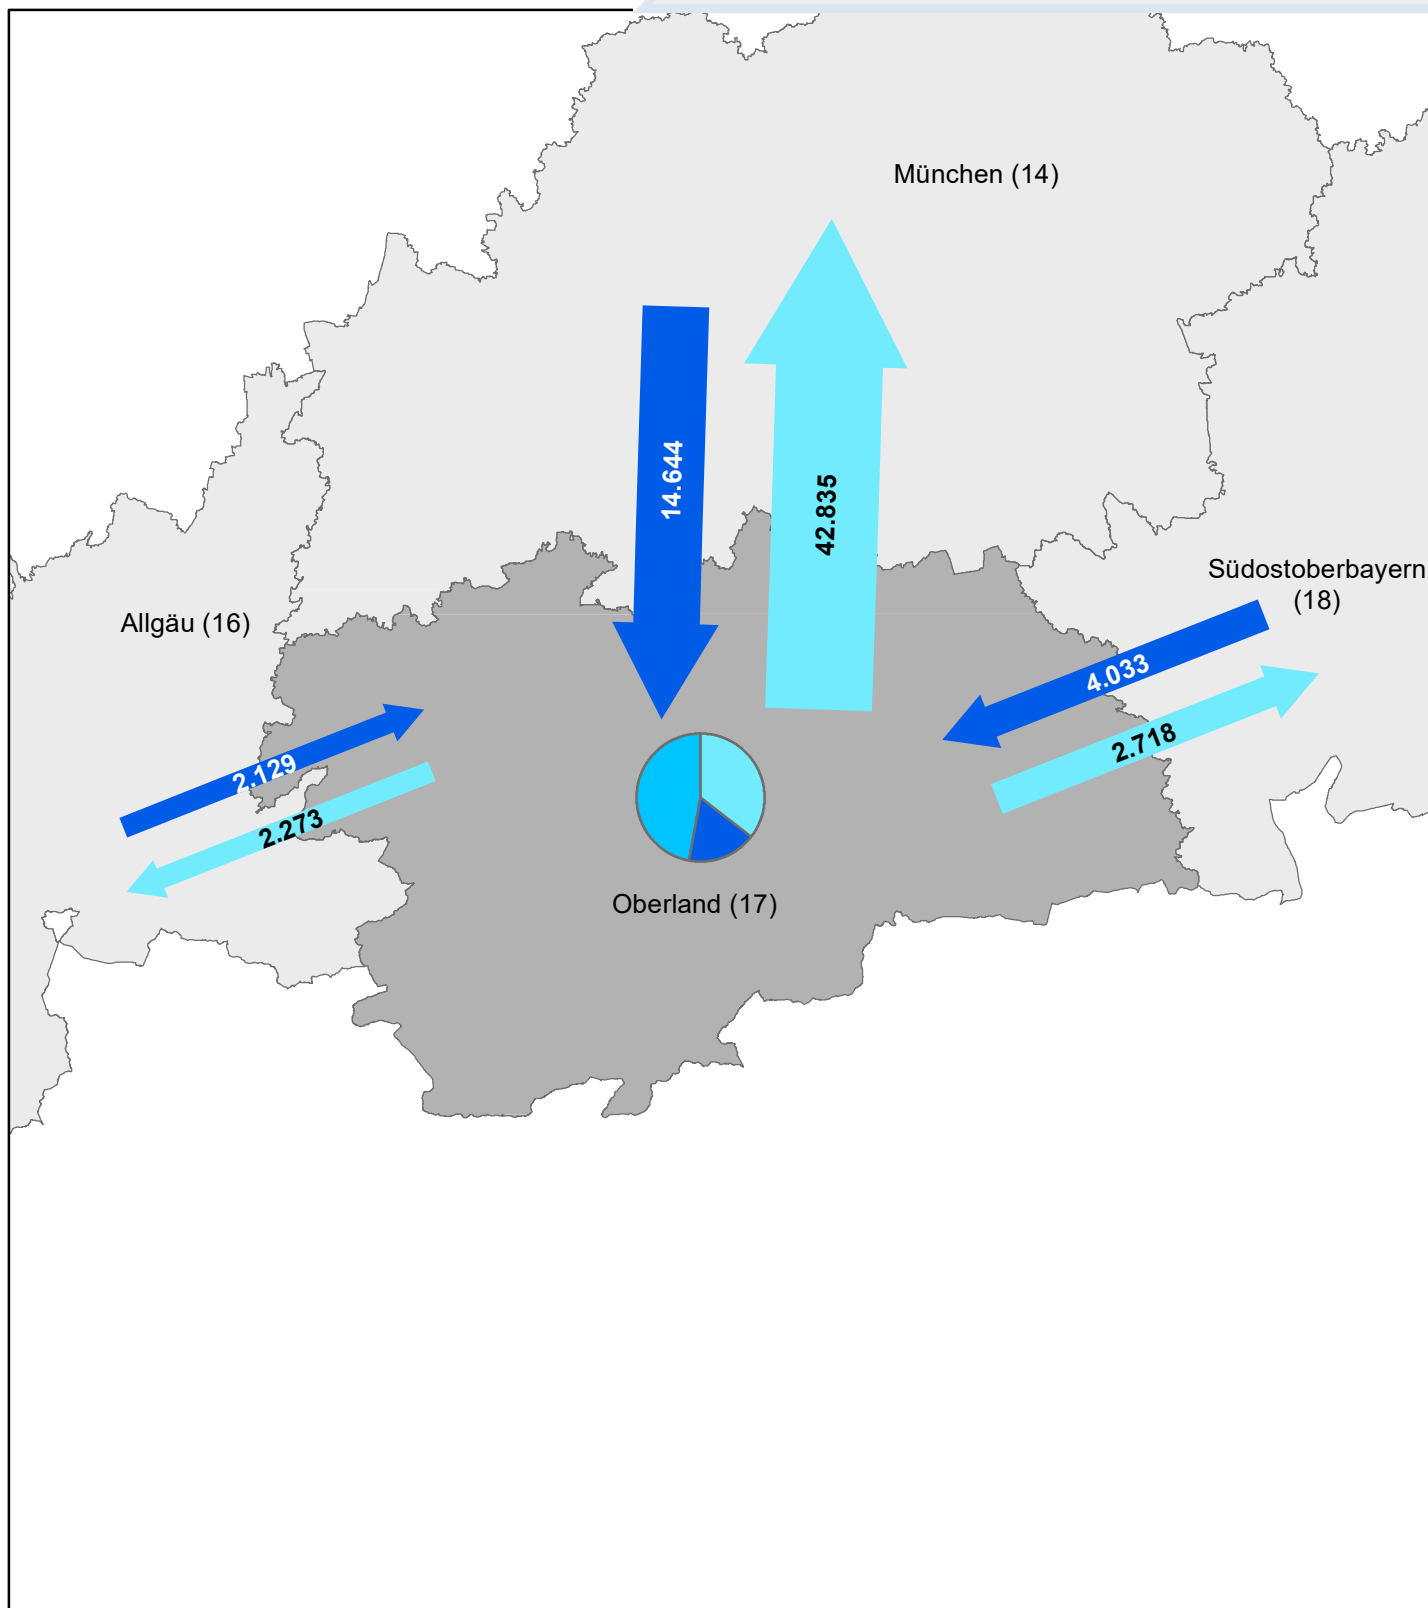 München (14)
14.644
42.835
Südostoberbayern
(18)
Allgäu (16)
4.033
2.718
2.129
2.273
Oberland (17)